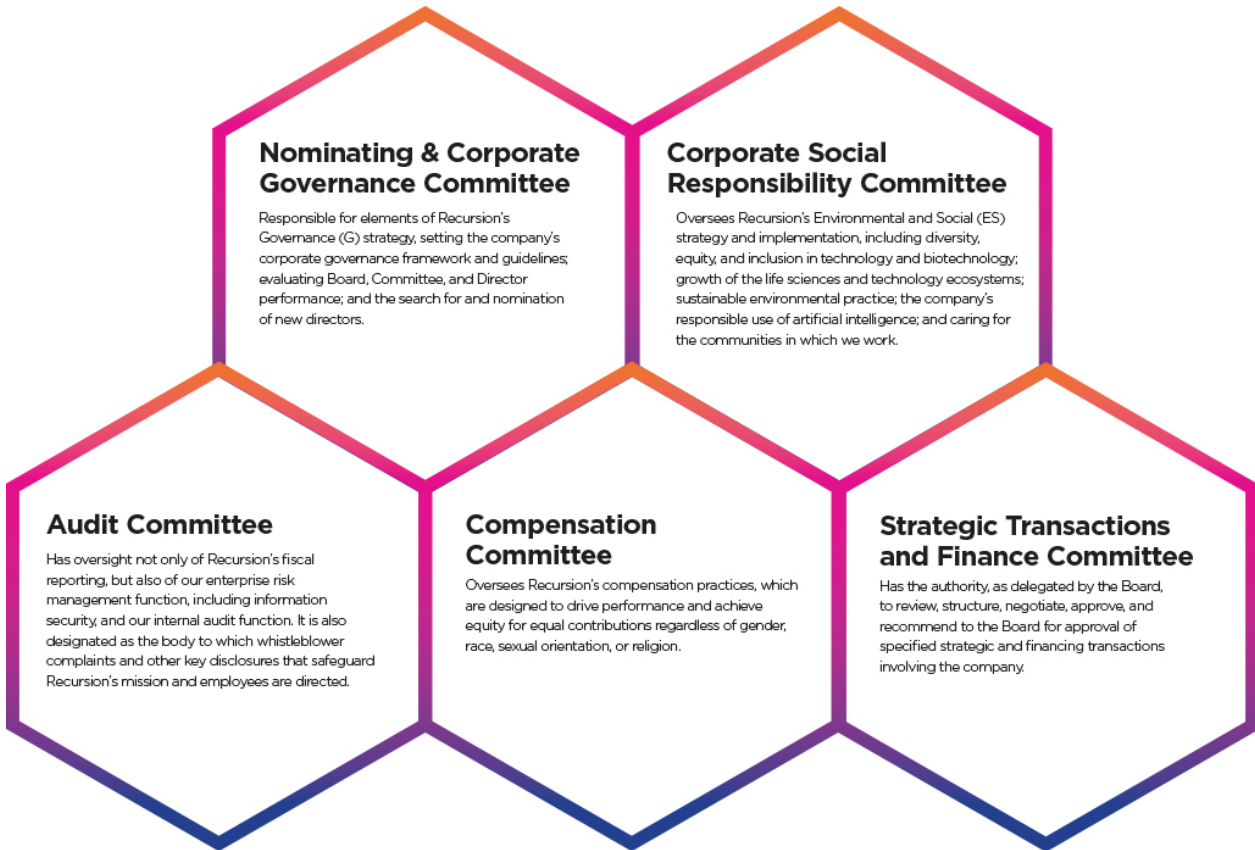 Nominating & Corporate
Governance Committee
Responsible for elements of Recursion's
Governance (G) strategy, setting the company's
corporate governance framework and guidelines;
evaluating Board, Committee, and Director
performance; and the search for and nomination
of new directors.
Corporate Social
Responsibility Committee
Oversees Recursion's Environmental and Social (ES)
strategy and implementation, including diversity,
equity, and inclusion in technology and biotechnology;
growth of the life sciences and technology ecosystems;
sustainable environmental practice; the company's
responsible use of artificial intelligence; and caring for
the communities in which we work.
Audit Committee
Has oversight not only of Recursion's fiscal
reporting, but also of our enterprise risk
management function, including information
security, and our internal audit function. It is also
designated as the body to which whistleblower
complaints and other key disclosures that safeguard
Recursion's mission and employees are directed.
Compensation
Committee
Oversees Recursion's compensation practices, which
are designed to drive performance and achieve
equity for equal contributions regardless of gender,
race, sexual orientation, or religion.
Strategic Transactions
and Finance Committee
Has the authority, as delegated by the Board,
to review, structure, negotiate, approve, and
recommend to the Board for approval of
specified strategic and financing transactions
involving the company.